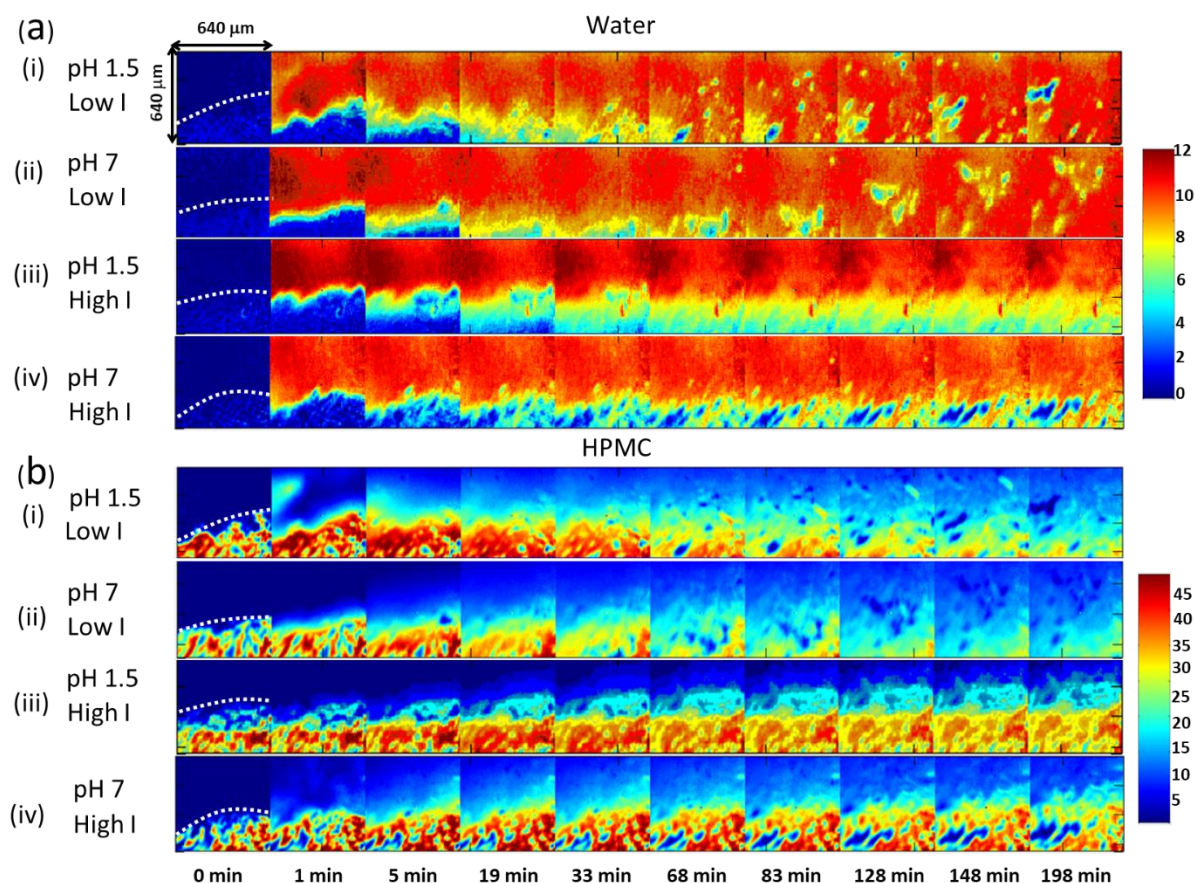 (a)
640 µm
Water
640 µm
(i) pH 1.5
Low I
(ii) pH 7
Low I
(iii) pH 1.5
High I
(iv) pH 7
High I
12
10
8
6
4
2
0
(b)
HPMC
(i) pH 1.5
Low I
(ii) pH 7
Low I
(iii) pH 1.5
High I
(iv) pH 7
High I
45
40
35
30
25
20
15
10
5
0 min 1 min 5 min 19 min 33 min 68 min 83 min 128 min 148 min 198 min